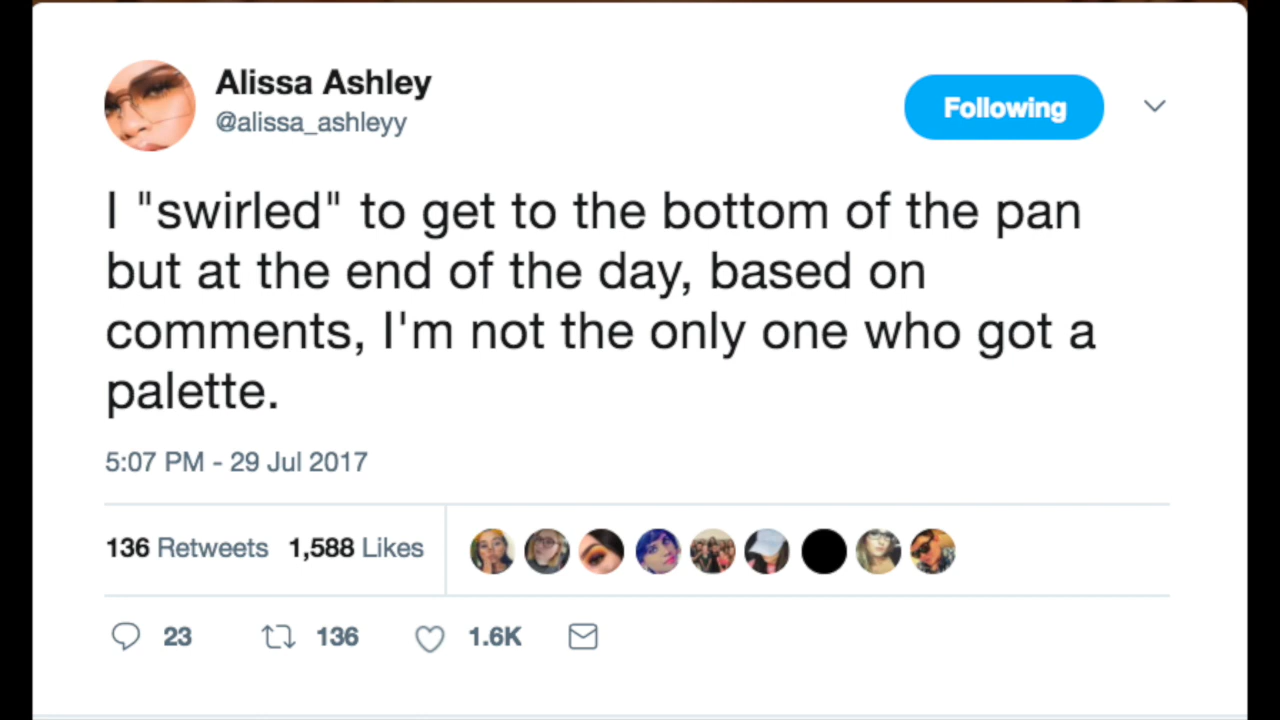 Alissa Ashley
@alissa_ashleyy
Following
I "swirled" to get to the bottom of the pan
but at the end of the day, based on
comments, I'm not the only one who got a
palette.
5:07 PM - 29 Jul 2017
136 Retweets 1,588 Likes
23 136 1.6K